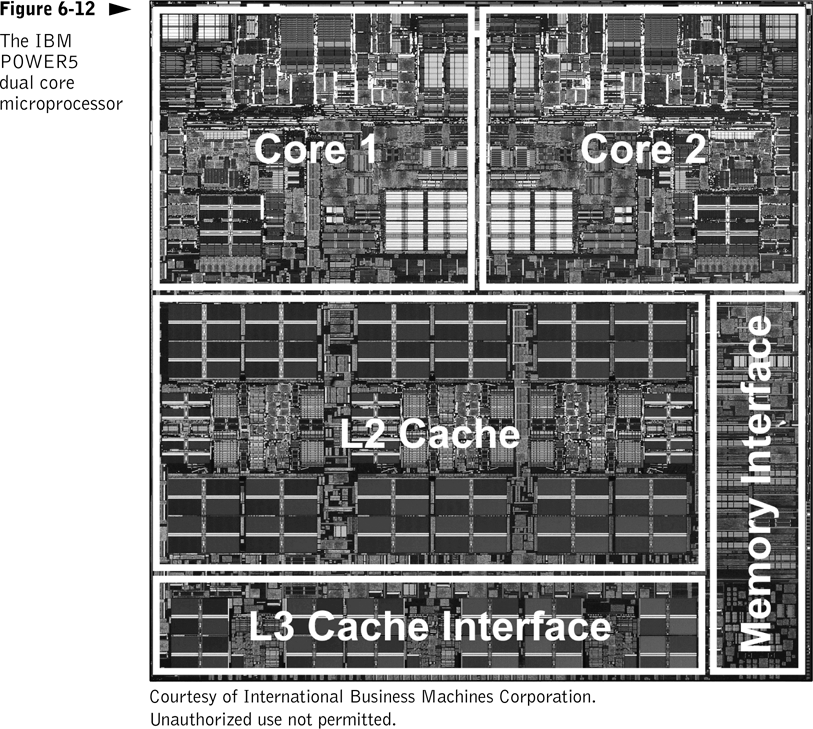 Figure 6-12 ►
The IBM
POWER5
dual core
microprocessor
Core 1
Core 2
L2 Cache
Memory Interface
L3 Cache Interface
Courtesy of International Business Machines Corporation.
Unauthorized use not permitted.